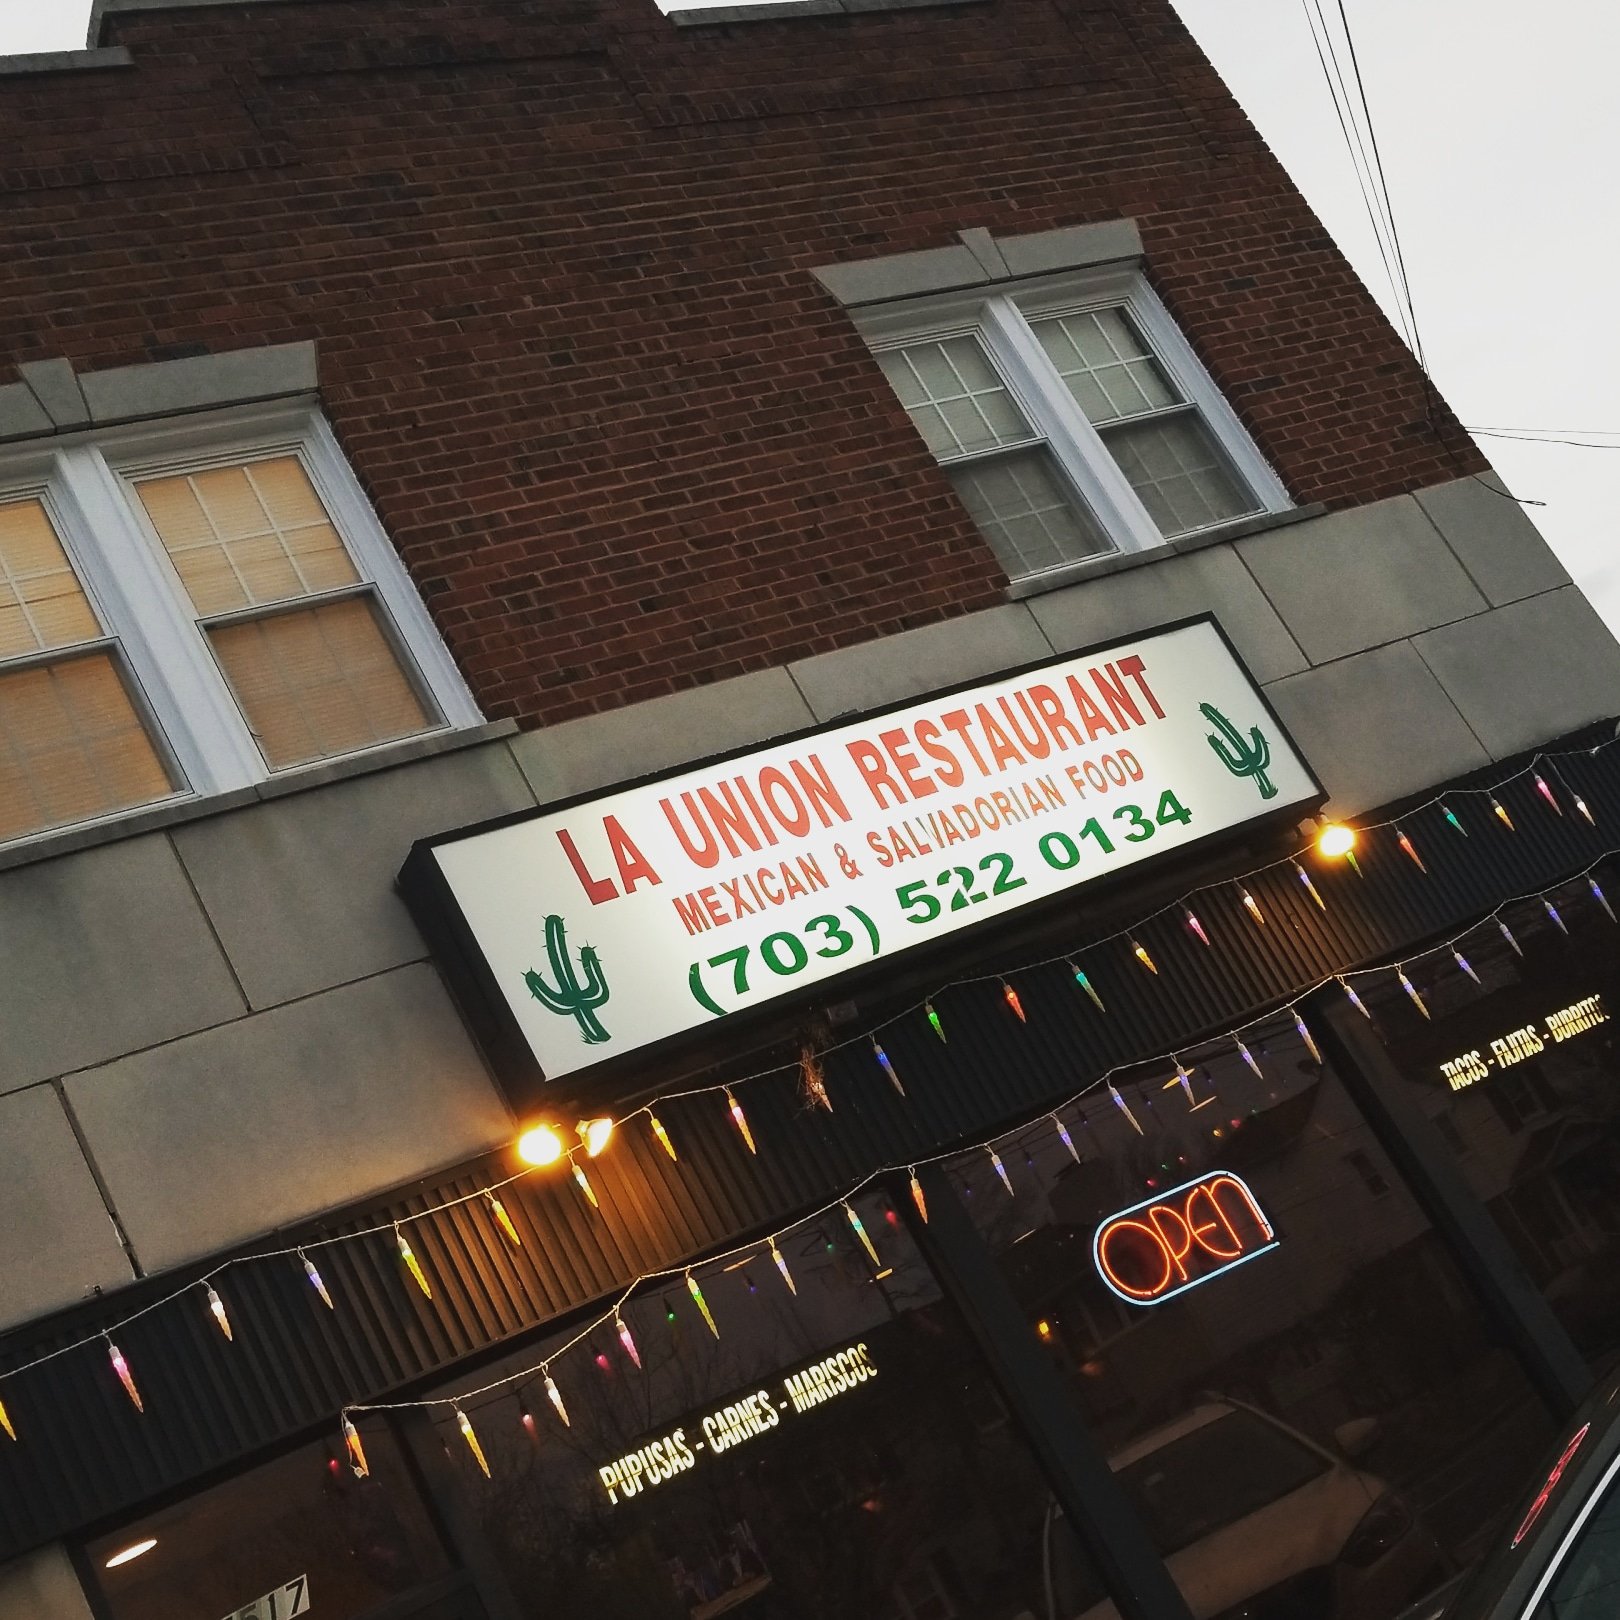 LA UNION RESTAURANT
MEXICAN & SALVADORIAN FOOD
(703) 522 0134
TACOS - FAJITAS - BURRITOS
OPEN
PUPUSAS - CARNES - MARISCOS